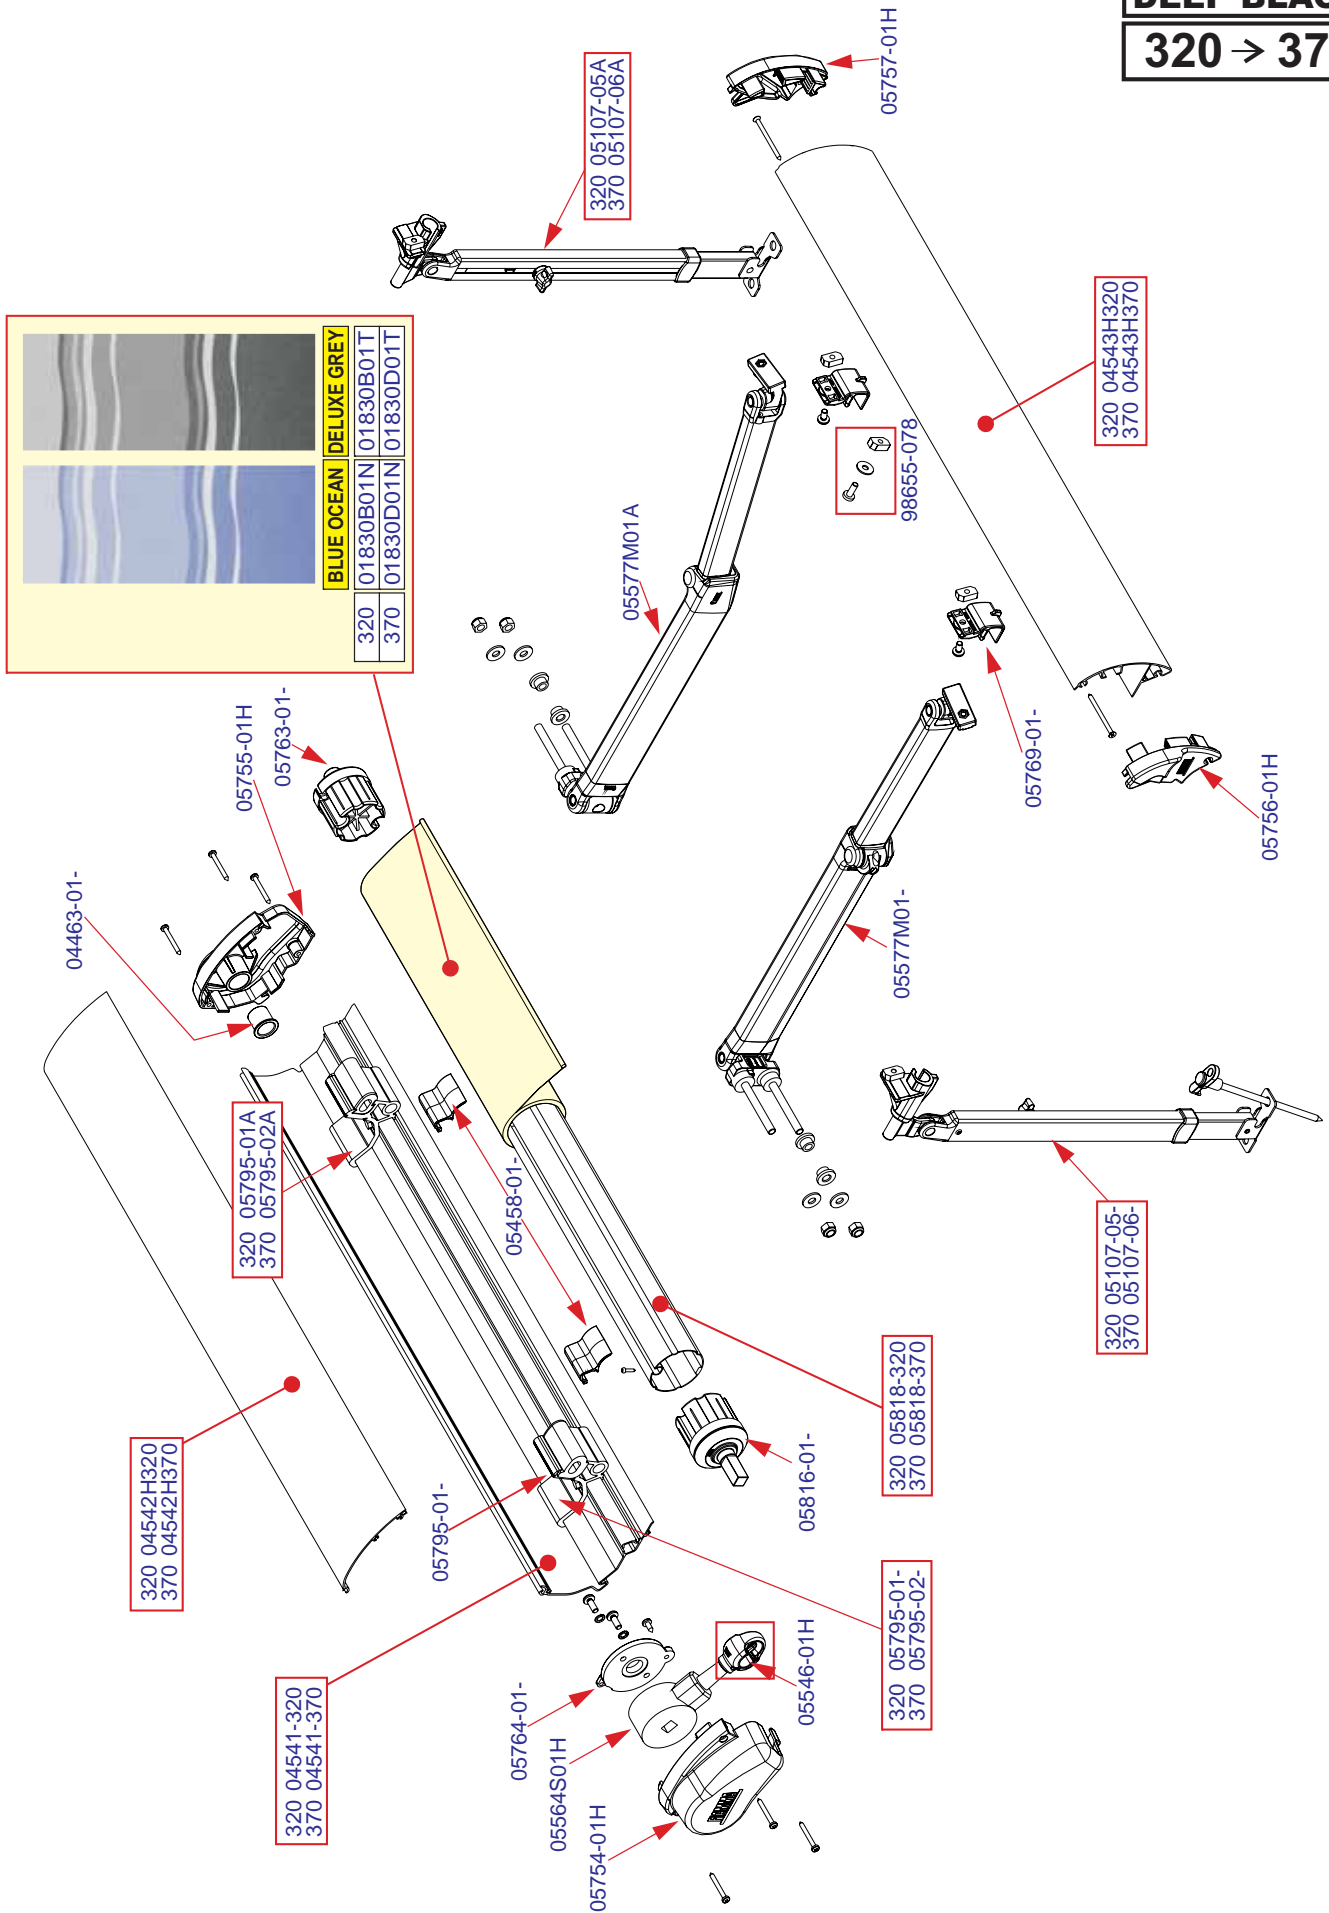 DEEP BLAC
320 → 37
05757-01H
320 05107-05A
370 05107-06A
320 04543H320
370 04543H370
BLUE OCEAN DELUXE GREY
320 01830B01N 01830B01T
370 01830D01N 01830D01T
98655-078
05577M01A
05769-01-
05756-01H
05763-01-
05755-01H
04463-01-
05577M01-
320 05795-01A
370 05795-02A
05458-01-
320 05107-05-
370 05107-06-
320 04542H320
370 04542H370
05795-01-
05816-01-
320 05818-320
370 05818-370
320 04541-320
370 04541-370
05764-01-
05564S01H
05754-01H
05546-01H
320 05795-01-
370 05795-02-